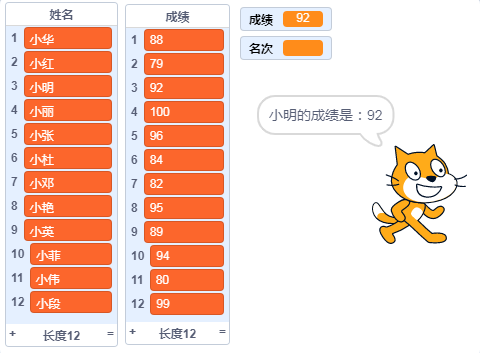 姓名
1 小华
2 小红
3 小明
4 小丽
5 小张
6 小杜
7 小邓
8 小艳
9 小英
10 小菲
11 小伟
12 小段
+ 长度12 =
成绩
1 88
2 79
3 92
4 100
5 96
6 84
7 82
8 95
9 89
10 94
11 80
12 99
+ 长度12 =
成绩 92
名次
小明的成绩是：92